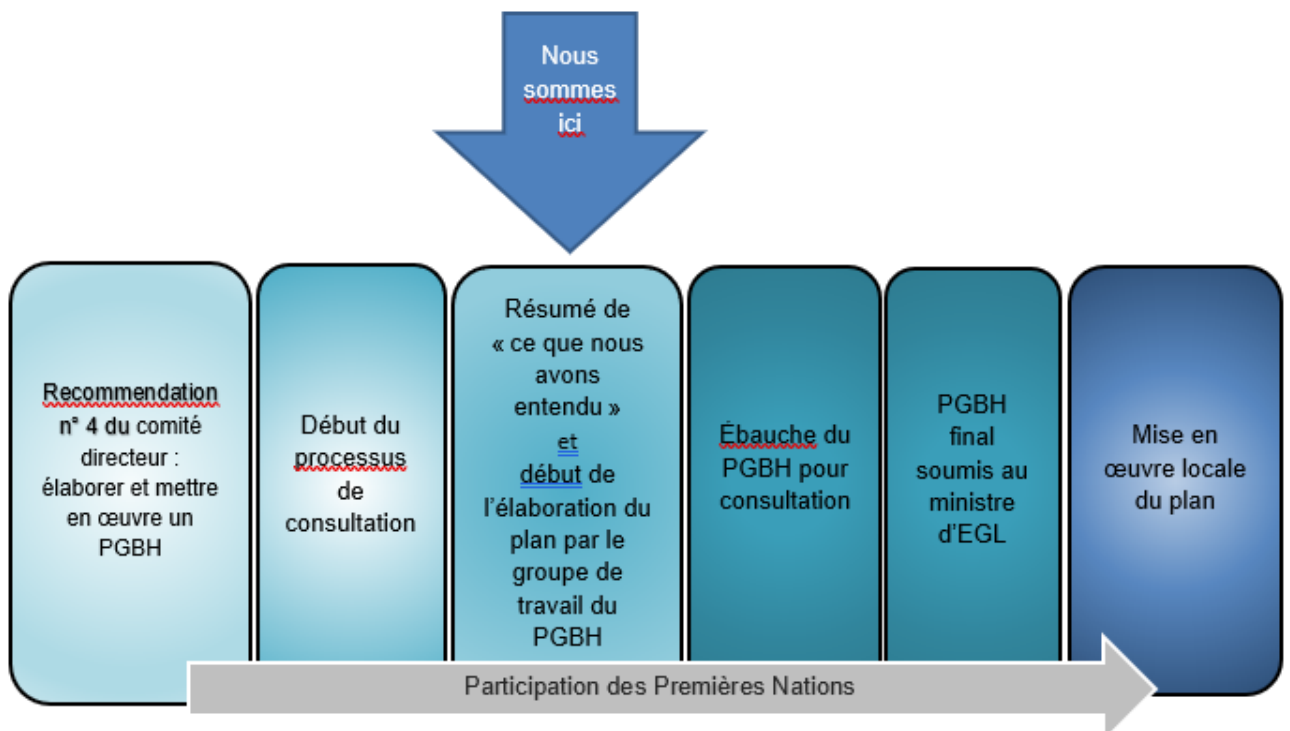 Nous
sommes
ici
Recommendation
n° 4 du comité
directeur :
élaborer et mettre
en œuvre un
PGBH
Début du
processus
de
consultation
Résumé de
« ce que nous
avons
entendu »
et
début de
l'élaboration du
plan par le
groupe de
travail du
PGBH
Ébauche du
PGBH pour
consultation
PGBH
final
soumis au
ministre
d'EGL
Mise en
œuvre locale
du plan
Participation des Premières Nations